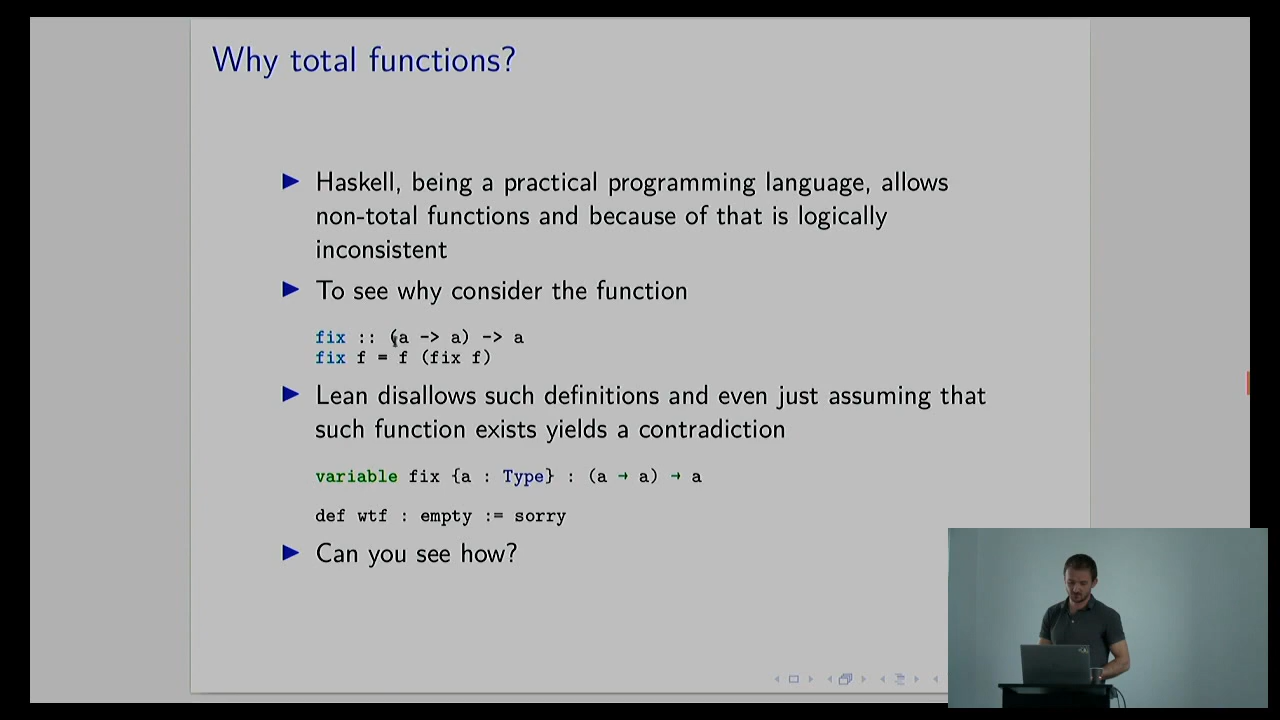 Why total functions?
Haskell, being a practical programming language, allows
non-total functions and because of that is logically
inconsistent
To see why consider the function
fix :: (a -> a) -> a
fix f = f (fix f)
Lean disallows such definitions and even just assuming that
such function exists yields a contradiction
variable fix {a : Type} : (a → a) → a
def wtf : empty := sorry
Can you see how?